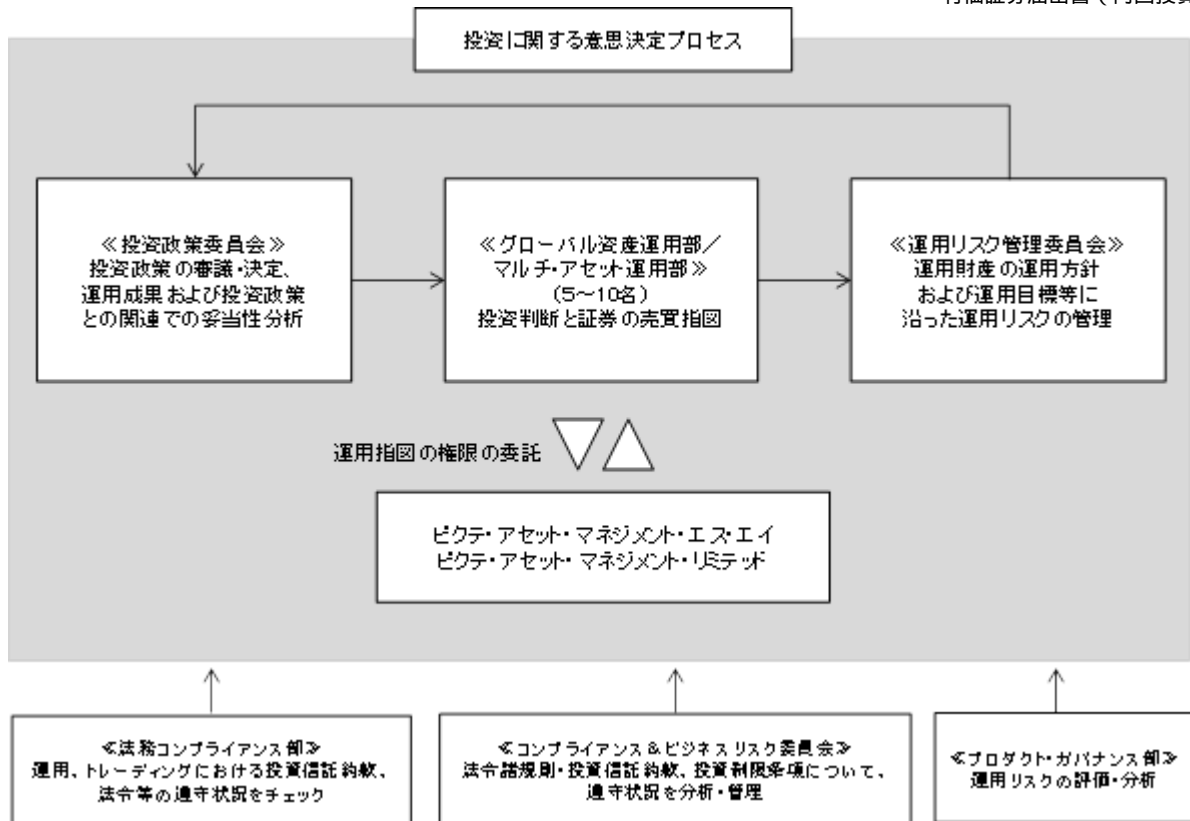 投資に関する意思決定プロセス
≪投資政策委員会≫
投資政策の審議・決定、
運用成果および投資政策
との関連での妥当性分析
≪グローバル資産運用部／
マルチ・アセット運用部≫
(5～10名)
投資判断と証券の売買指図
≪運用リスク管理委員会≫
運用財産の運用方針
および運用目標等に
沿った運用リスクの管理
運用指図の権限の委託
ピクテ・アセット・マネジメント・エス・エイ
ピクテ・アセット・マネジメント・リミテッド
≪法務コンプライアンス部≫
運用、トレーディングにおける投資信託約款、
法令等の遵守状況をチェック
≪コンプライアンス＆ビジネスリスク委員会≫
法令諸規則・投資信託約款、投資制限条項について、
遵守状況を分析・管理
≪プロダクト・ガバナンス部≫
運用リスクの評価・分析